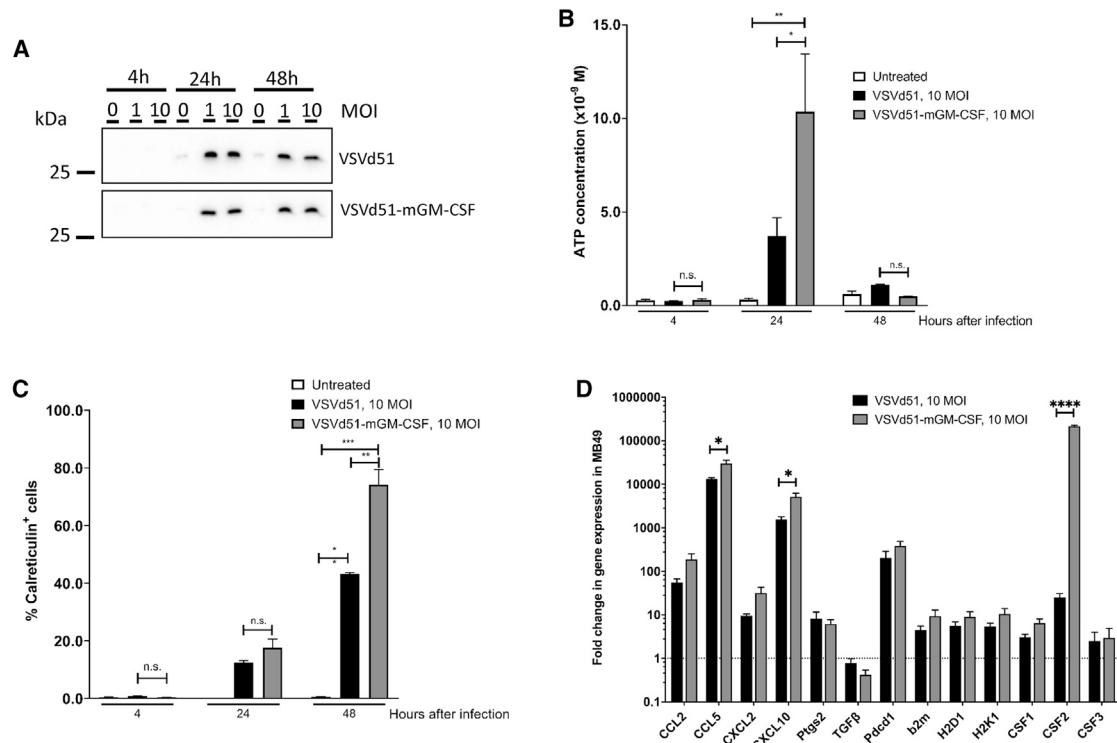 A
4h 24h 48h
0 1 10 0 1 10 0 1 10 MOI
kDa
VSVd51
25
VSVd51-mGM-CSF
25
B
**
*
Untreated
VSVd51, 10 MOI
VSVd51-mGM-CSF, 10 MOI
ATP concentration (x10⁻⁹ M)
15.0
10.0
5.0
0.0
n.s.
n.s.
4 24 48 Hours after infection
C
Untreated
VSVd51, 10 MOI
VSVd51-mGM-CSF, 10 MOI
% Calreticulin⁺ cells
100.0
80.0
60.0
40.0
20.0
0.0
n.s.
n.s.
***
**
*
*
4 24 48 Hours after infection
D
VSVd51, 10 MOI
VSVd51-mGM-CSF, 10 MOI
Fold change in gene expression in MB49
1000000
100000
10000
1000
100
10
1
0.1
*
*
****
CCL2 CCL5 CXCL2 CXCL10 Ptgs2 TGFβ Pdcd1 b2m H2D1 H2K1 CSF1 CSF2 CSF3